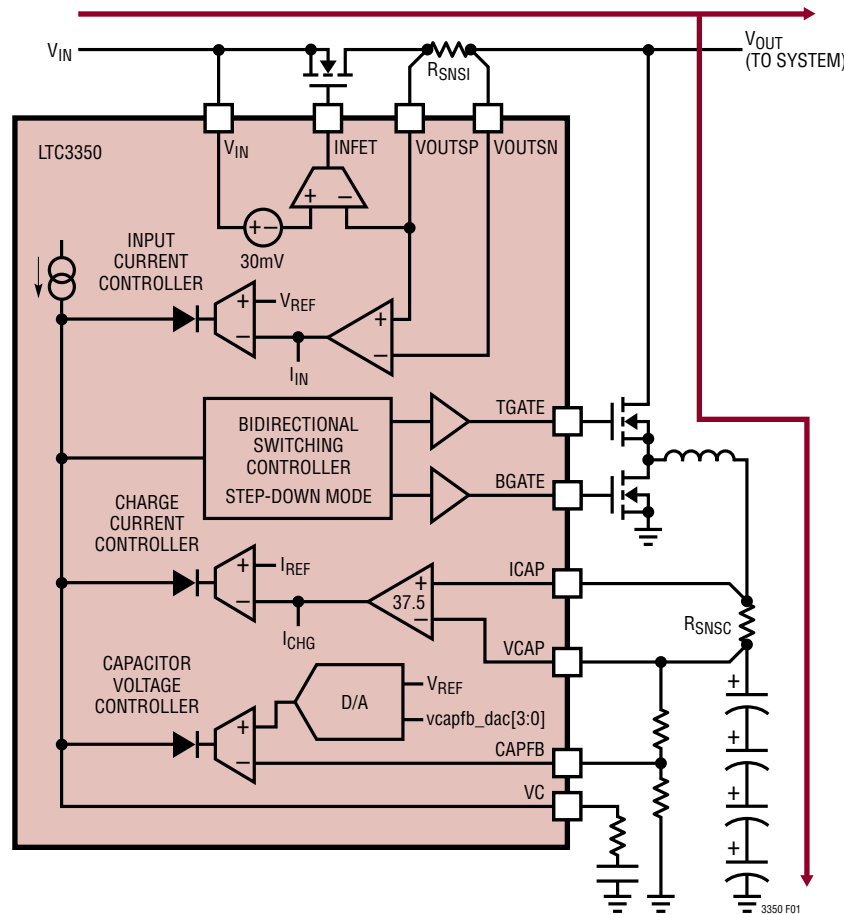 VIN
RSNSI
VOUT
(TO SYSTEM)
LTC3350
VIN
INFET
VOUTSP
VOUTSN
+
–
+ –
30mV
INPUT
CURRENT
CONTROLLER
+
VREF
–
IIN
+
–
BIDIRECTIONAL
SWITCHING
CONTROLLER
STEP-DOWN MODE
TGATE
BGATE
CHARGE
CURRENT
CONTROLLER
+
IREF
–
ICHG
+
37.5
–
ICAP
VCAP
RSNSC
CAPACITOR
VOLTAGE
CONTROLLER
+
–
D/A
VREF
vcapfb_dac[3:0]
CAPFB
VC
+
+
+
+
3350 F01